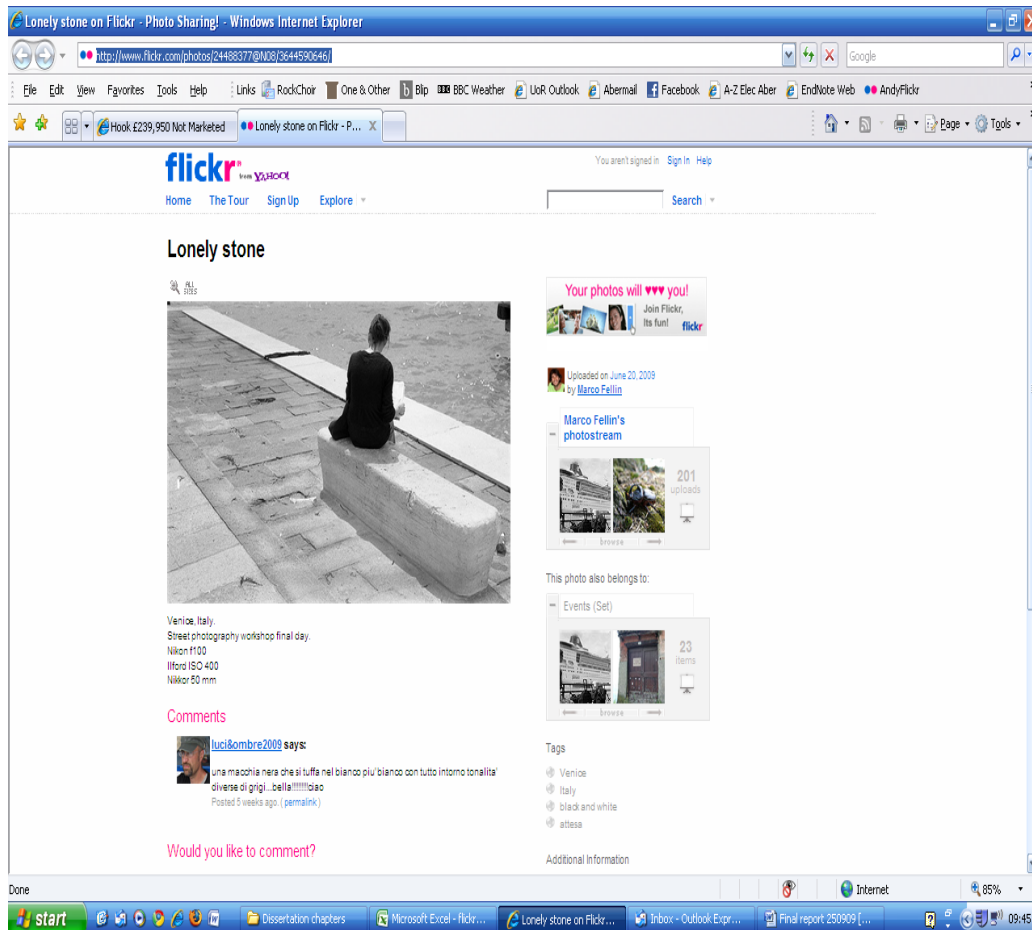 Lonely stone on Flickr - Photo Sharing! - Windows Internet Explorer
http://www.flickr.com/photos/24488377@N08/3644590646/
Google
File Edit View Favorites Tools Help
Links RockChoir One & Other Blip BBC Weather UoR Outlook Abermail Facebook A-Z Elec Aber EndNote Web AndyFlickr
Hook £239,950 Not Marketed
Lonely stone on Flickr - P... X
Page Tools
flickr from YAHOO!
You aren't signed in Sign In Help
Home The Tour Sign Up Explore
Search
Lonely stone
ALL SIZES
Your photos will ♥♥♥ you!
Join Flickr,
Its fun! flickr
Uploaded on June 20, 2009
by Marco Fellin
Marco Fellin's
photostream
201
uploads
browse
This photo also belongs to:
Events (Set)
23
items
browse
Tags
Venice
Italy
black and white
attesa
Additional Information
Venice, Italy.
Street photography workshop final day.
Nikon f100
Ilford ISO 400
Nikkor 50 mm
Comments
luci&ombre2009 says:
una macchia nera che si tuffa nel bianco piu' bianco con tutto intorno tonalita'
diverse di grigi...bella!!!!!!!ciao
Posted 5 weeks ago. ( permalink )
Would you like to comment?
Done
Internet
85%
start
Dissertation chapters
Microsoft Excel - flickr...
Lonely stone on Flickr...
Inbox - Outlook Expr...
Final report 250909 [...
09:45